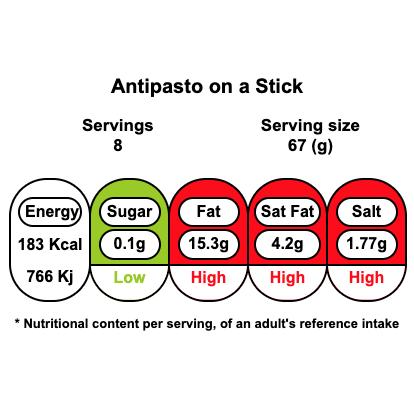 Antipasto on a Stick
Servings Serving size
8 67 (g)
Energy Sugar Fat Sat Fat Salt
183 Kcal 0.1g 15.3g 4.2g 1.77g
766 Kj Low High High High
* Nutritional content per serving, of an adult's reference intake